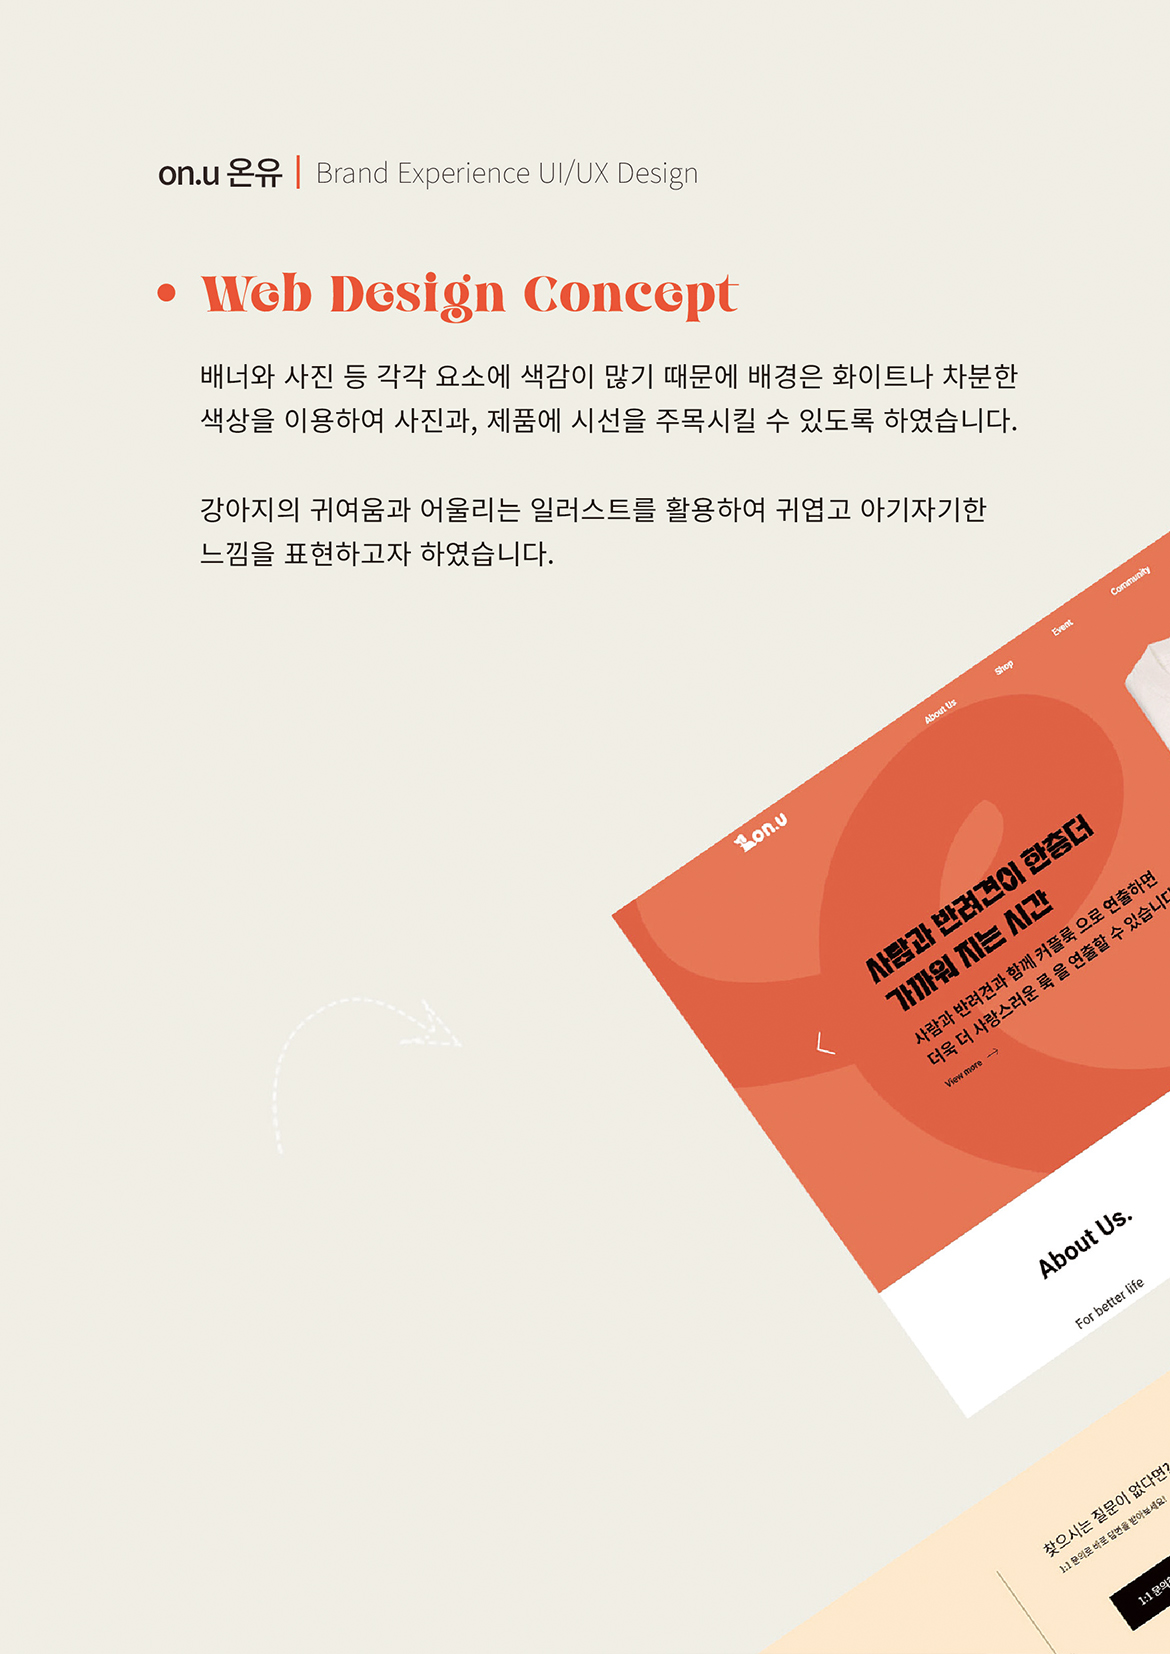 on.u 온유 | Brand Experience UI/UX Design
• Web Design Concept
배너와 사진 등 각각 요소에 색감이 많기 때문에 배경은 화이트나 차분한
색상을 이용하여 사진과, 제품에 시선을 주목시킬 수 있도록 하였습니다.
강아지의 귀여움과 어울리는 일러스트를 활용하여 귀엽고 아기자기한
느낌을 표현하고자 하였습니다.
on.u
About Us
Shop
Event
Community
사람과 반려견이 한층더
가까워 지는 시간
사람과 반려견과 함께 커플룩 으로 연출하면
더욱 더 사랑스러운 룩 을 연출할 수 있습니다
View more →
About Us.
For better life
찾으시는 질문이 없다면?
1:1 문의로 바로 답변을 받아보세요!
1:1 문의